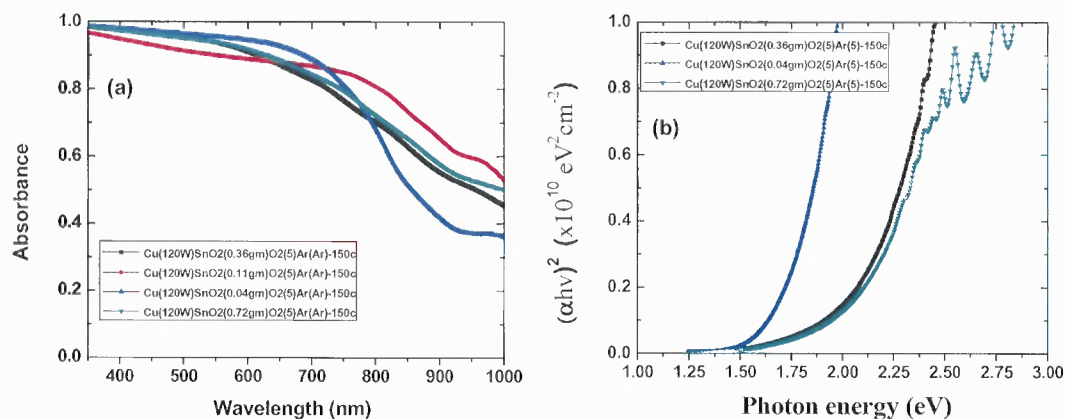 1.0
0.8
0.6
0.4
0.2
0.0
Absorbance
(a)
Cu(120W)SnO2(0.36gm)O2(5)Ar(Ar)-150c
Cu(120W)SnO2(0.11gm)O2(5)Ar(Ar)-150c
Cu(120W)SnO2(0.04gm)O2(5)Ar(Ar)-150c
Cu(120W)SnO2(0.72gm)O2(5)Ar(Ar)-150c
400 500 600 700 800 900 1000
Wavelength (nm)
1.0
0.8
0.6
0.4
0.2
0.0
(αhν)² (x10¹⁰ eV²cm⁻²)
Cu(120W)SnO2(0.36gm)O2(5)Ar(5)-150c
Cu(120W)SnO2(0.04gm)O2(5)Ar(5)-150c
Cu(120W)SnO2(0.72gm)O2(5)Ar(5)-150c
(b)
1.00 1.25 1.50 1.75 2.00 2.25 2.50 2.75 3.00
Photon energy (eV)